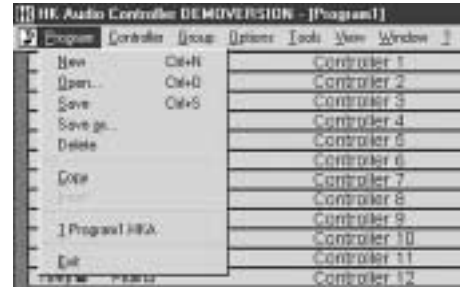 HK Audio Controller DEMOVERSION - [Program1]
Program Controller Group Options Tools View Window ?
New Ctrl+N
Open... Ctrl+O
Save Ctrl+S
Save as...
Delete
Copy
1 Program1.HKA
Exit
Controller 1
Controller 2
Controller 3
Controller 4
Controller 5
Controller 6
Controller 7
Controller 8
Controller 9
Controller 10
Controller 11
Controller 12